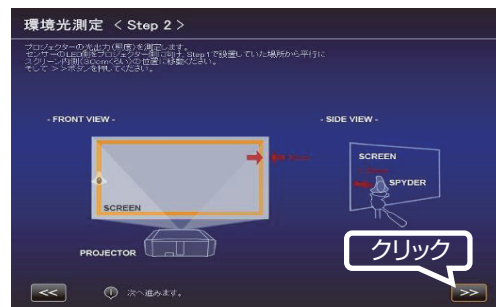 環境光測定 < Step 2 >
プロジェクターの光出力(照度)を測定します。
センサーのLED側をプロジェクター側に向け、Step 1で設置していた場所から平行に
スクリーン内側(30cmくらい)の位置に移動ください。
そして >>ボタンを押してください。
- FRONT VIEW -
- SIDE VIEW -
SCREEN
SPYDER
SCREEN
PROJECTOR
クリック
<<
次へ進みます。
>>